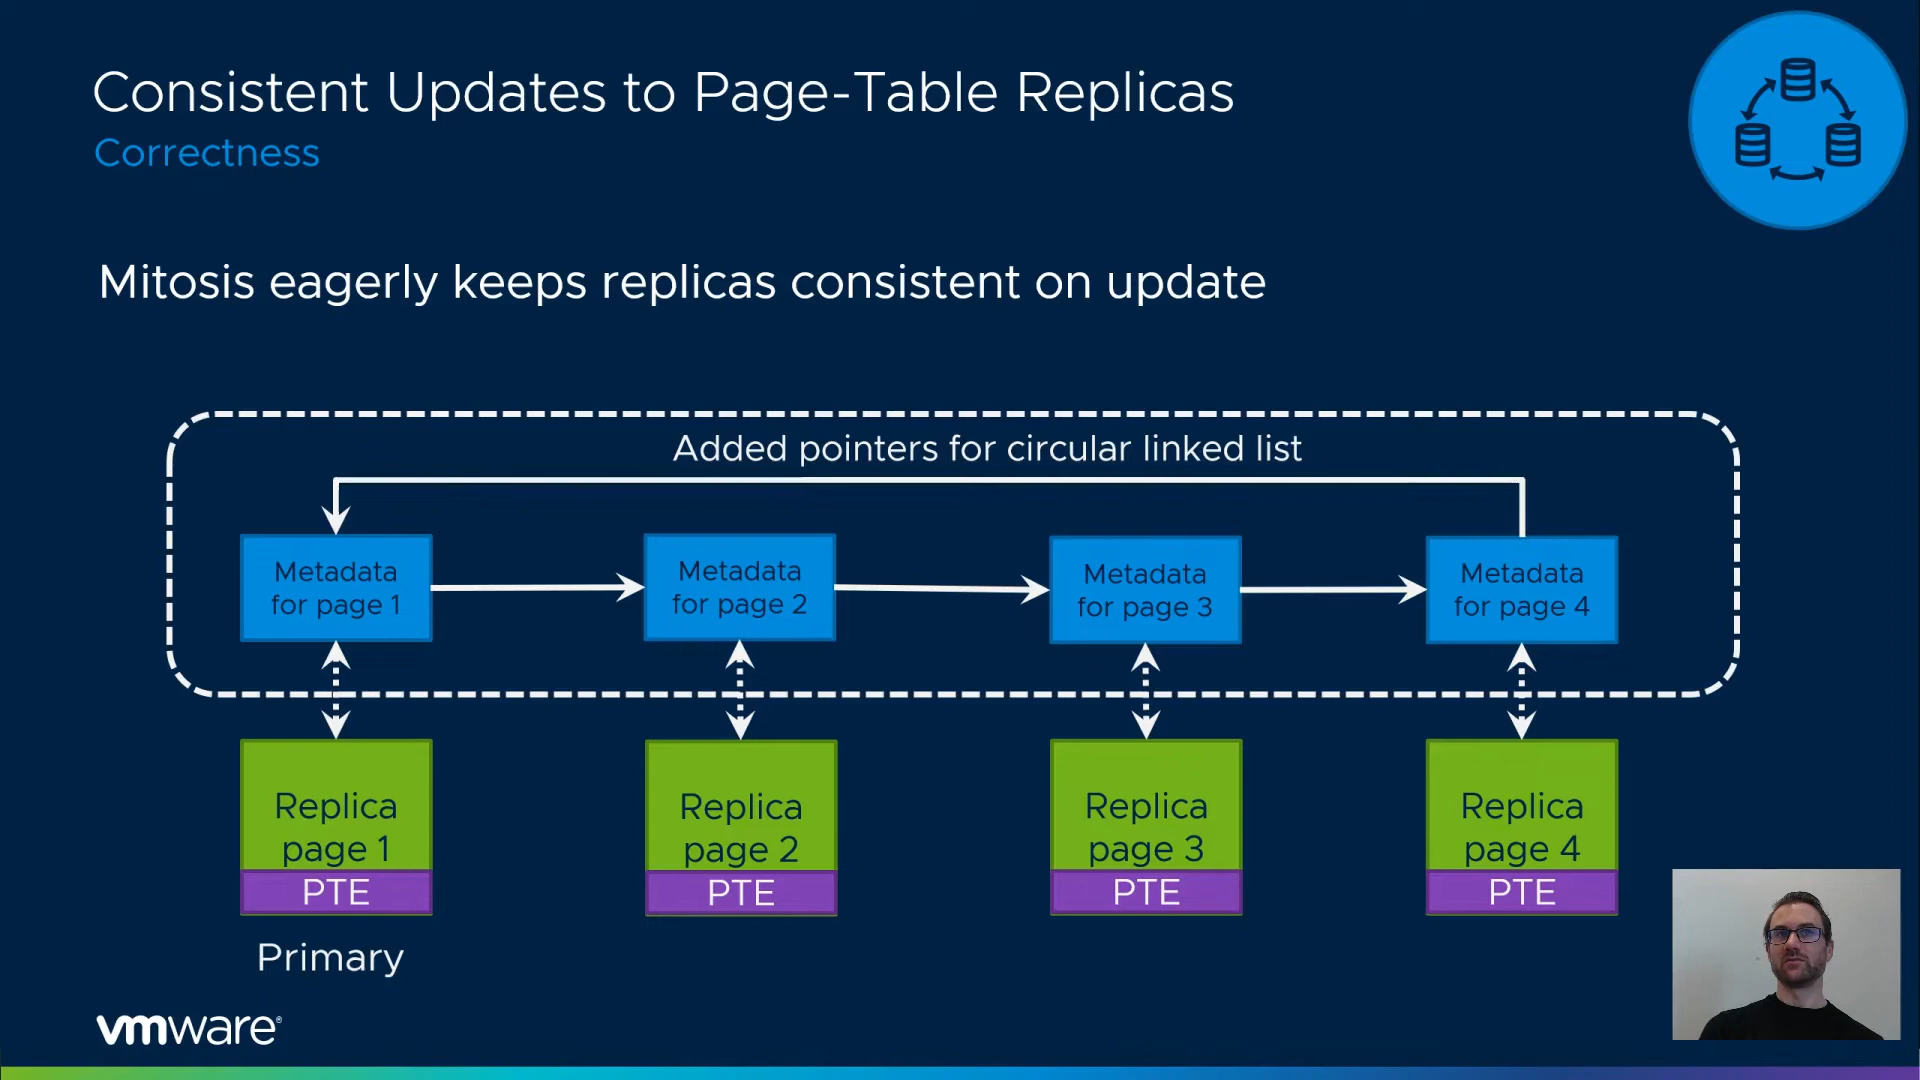 Consistent Updates to Page-Table Replicas
Correctness
Mitosis eagerly keeps replicas consistent on update
Added pointers for circular linked list
Metadata
for page 1
Metadata
for page 2
Metadata
for page 3
Metadata
for page 4
Replica
page 1
PTE
Replica
page 2
PTE
Replica
page 3
PTE
Replica
page 4
PTE
Primary
vmware®